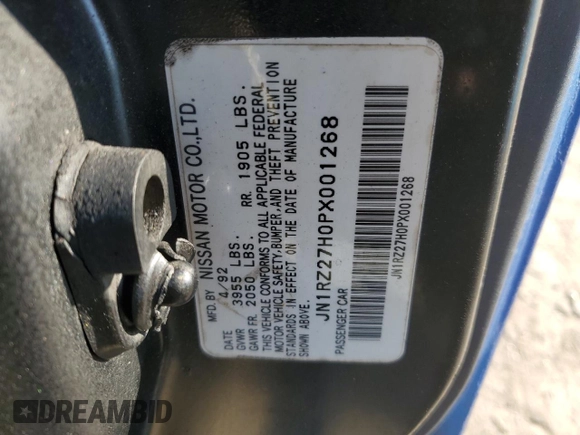 MFD. BY NISSAN MOTOR CO.,LTD.
DATE 4/92
GVWR 3955 LBS.
GAWR FR. 2060 LBS. RR. 1905 LBS.
THIS VEHICLE CONFORMS TO ALL APPLICABLE FEDERAL
MOTOR VEHICLE SAFETY,BUMPER,AND THEFT PREVENTION
STANDARDS IN EFFECT ON THE DATE OF MANUFACTURE
SHOWN ABOVE.
JN1RZ27H0PX001268
PASSENGER CAR
JN1RZ27H0PX001268
DREAMBID